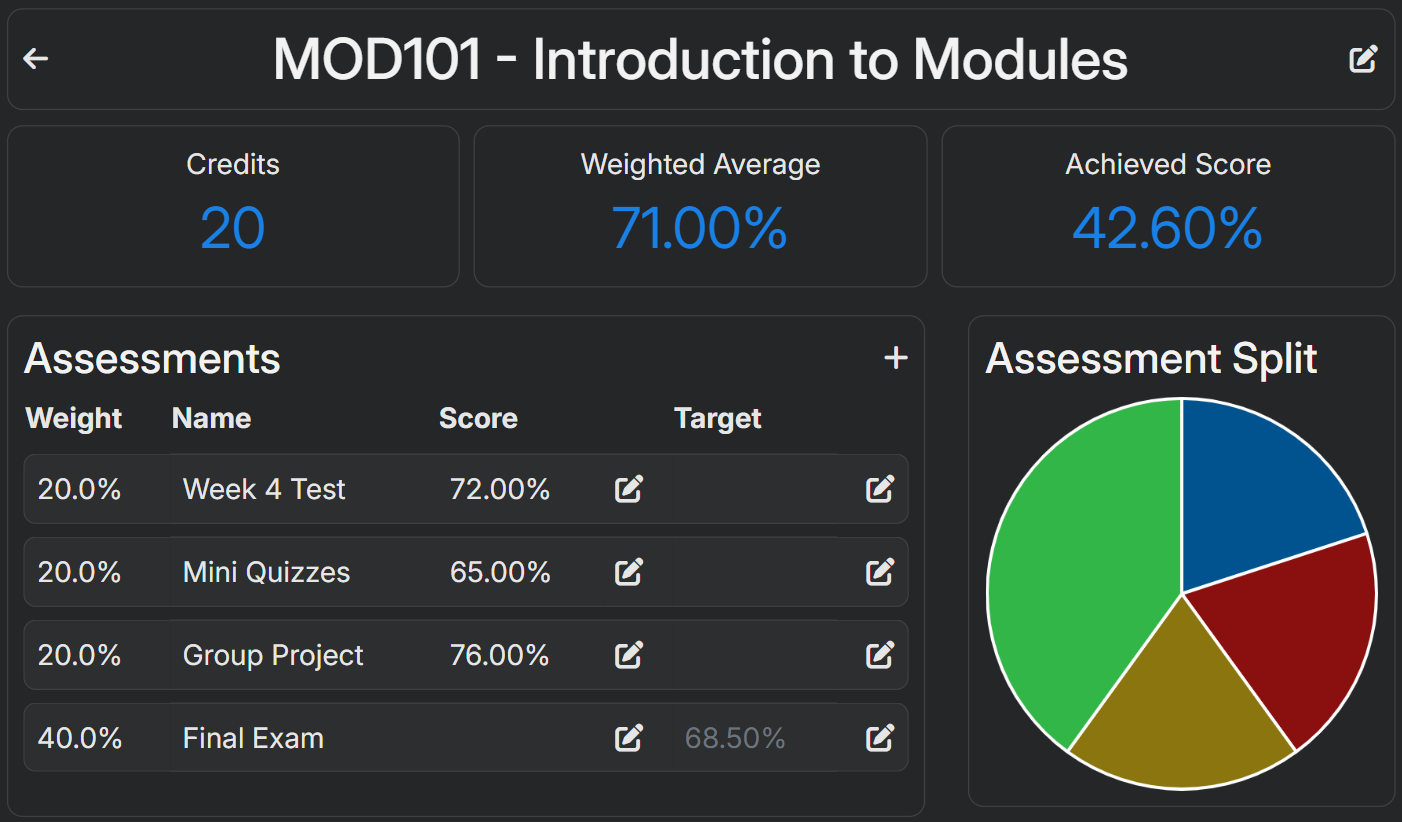 MOD101 - Introduction to Modules
Credits
20
Weighted Average
71.00%
Achieved Score
42.60%
Assessments
Weight Name Score Target
20.0% Week 4 Test 72.00%
20.0% Mini Quizzes 65.00%
20.0% Group Project 76.00%
40.0% Final Exam 68.50%
Assessment Split